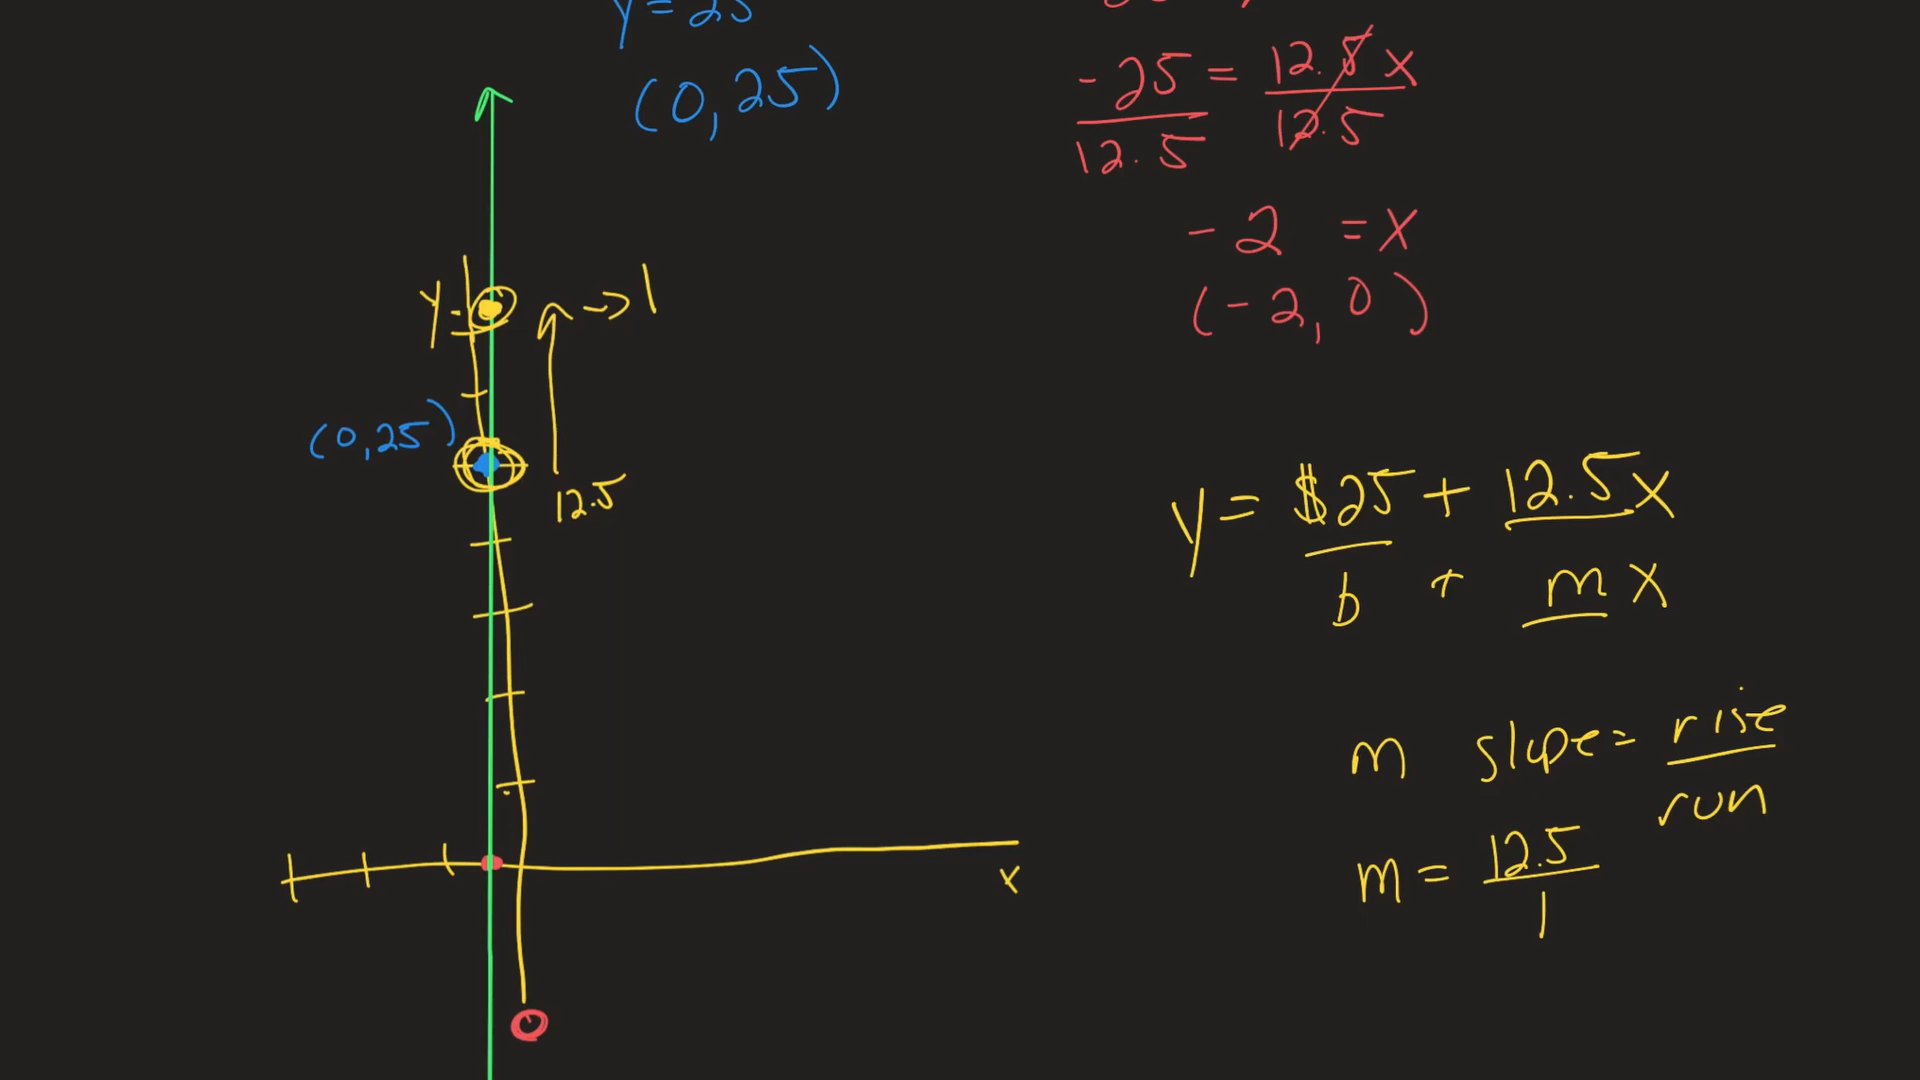 y = 25
(0, 25)
-25 = 12.5 x
12.5 12.5
-2 = x
(-2, 0)
y
→ 1
(0, 25)
12.5
x
y = $25 + 12.5x
b + mx
m slope = rise
run
m = 12.5
1